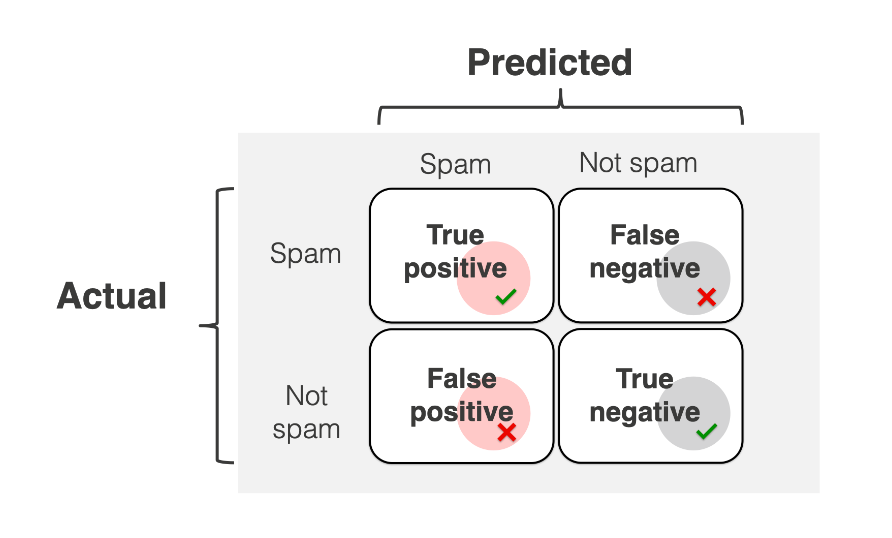 Predicted
Spam
Not spam
Actual
Spam
True
positive
False
negative
Not
spam
False
positive
True
negative